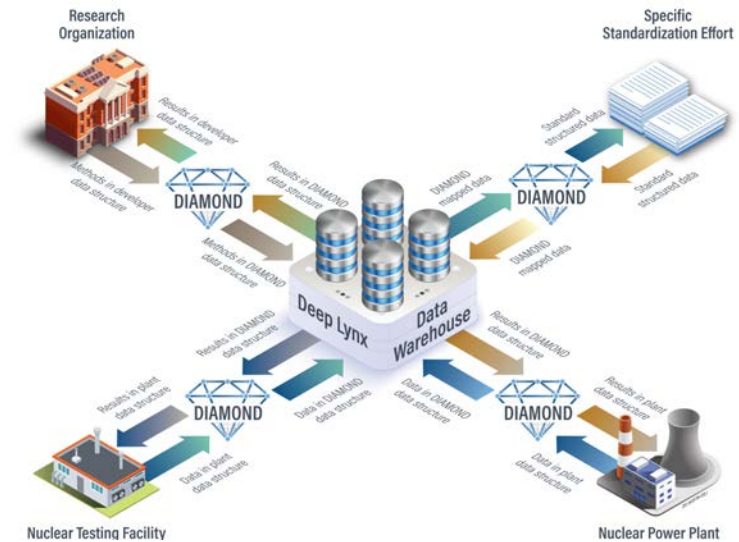 Research
Organization
Specific
Standardization Effort
Results in developer
data structure
Methods in developer
data structure
DIAMOND
Results in DIAMOND
data structure
Methods in DIAMOND
data structure
DIAMOND
mapped data
DIAMOND
mapped data
DIAMOND
Standard
structured data
Standard
structured data
Deep Lynx
Data
Warehouse
Results in DIAMOND
data structure
Data in DIAMOND
data structure
DIAMOND
Results in plant
data structure
Data in plant
data structure
Results in DIAMOND
data structure
Data in DIAMOND
data structure
DIAMOND
Results in plant
data structure
Data in plant
data structure
Nuclear Testing Facility
Nuclear Power Plant